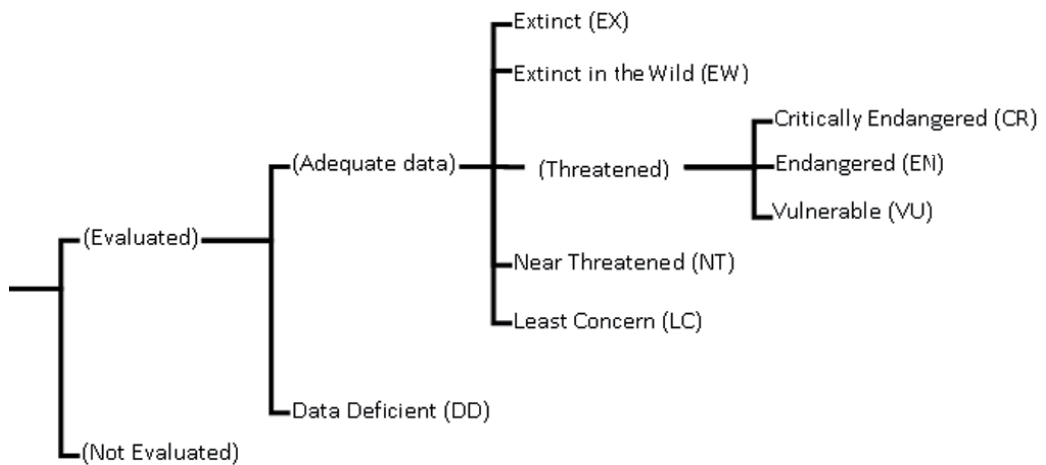 Extinct (EX)
Extinct in the Wild (EW)
Critically Endangered (CR)
(Adequate data)
(Threatened)
Endangered (EN)
Vulnerable (VU)
(Evaluated)
Near Threatened (NT)
Least Concern (LC)
Data Deficient (DD)
(Not Evaluated)